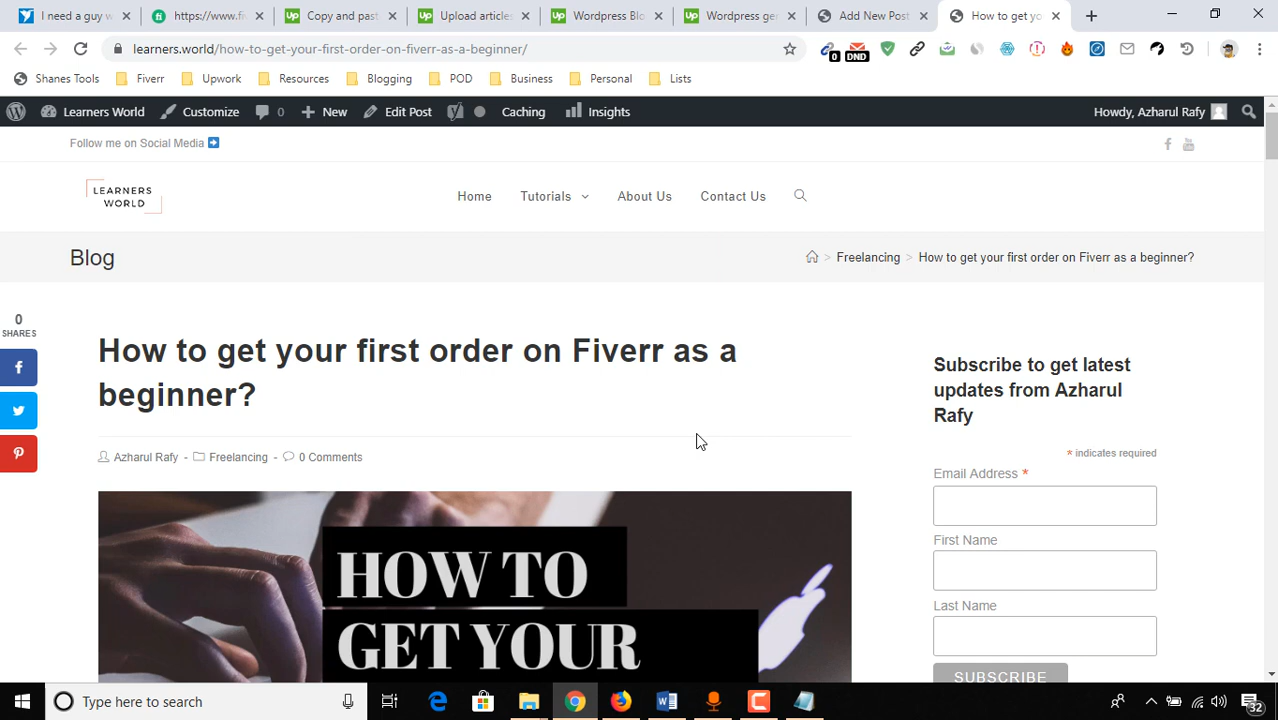 I need a guy w
https://www.fi
Copy and past
Upload articles
Wordpress Blo
Wordpress ger
Add New Post
How to get yo
learners.world/how-to-get-your-first-order-on-fiverr-as-a-beginner/
0
DND
Shanes Tools
Fiverr
Upwork
Resources
Blogging
POD
Business
Personal
Lists
Learners World
Customize
0
New
Edit Post
Caching
Insights
Howdy, Azharul Rafy
Follow me on Social Media
LEARNERS
WORLD
Home
Tutorials
About Us
Contact Us
Blog
> Freelancing > How to get your first order on Fiverr as a beginner?
0
SHARES
How to get your first order on Fiverr as a
beginner?
Azharul Rafy - Freelancing - 0 Comments
HOW TO
GET YOUR
Subscribe to get latest
updates from Azharul
Rafy
* indicates required
Email Address *
First Name
Last Name
SUBSCRIBE
Type here to search
32